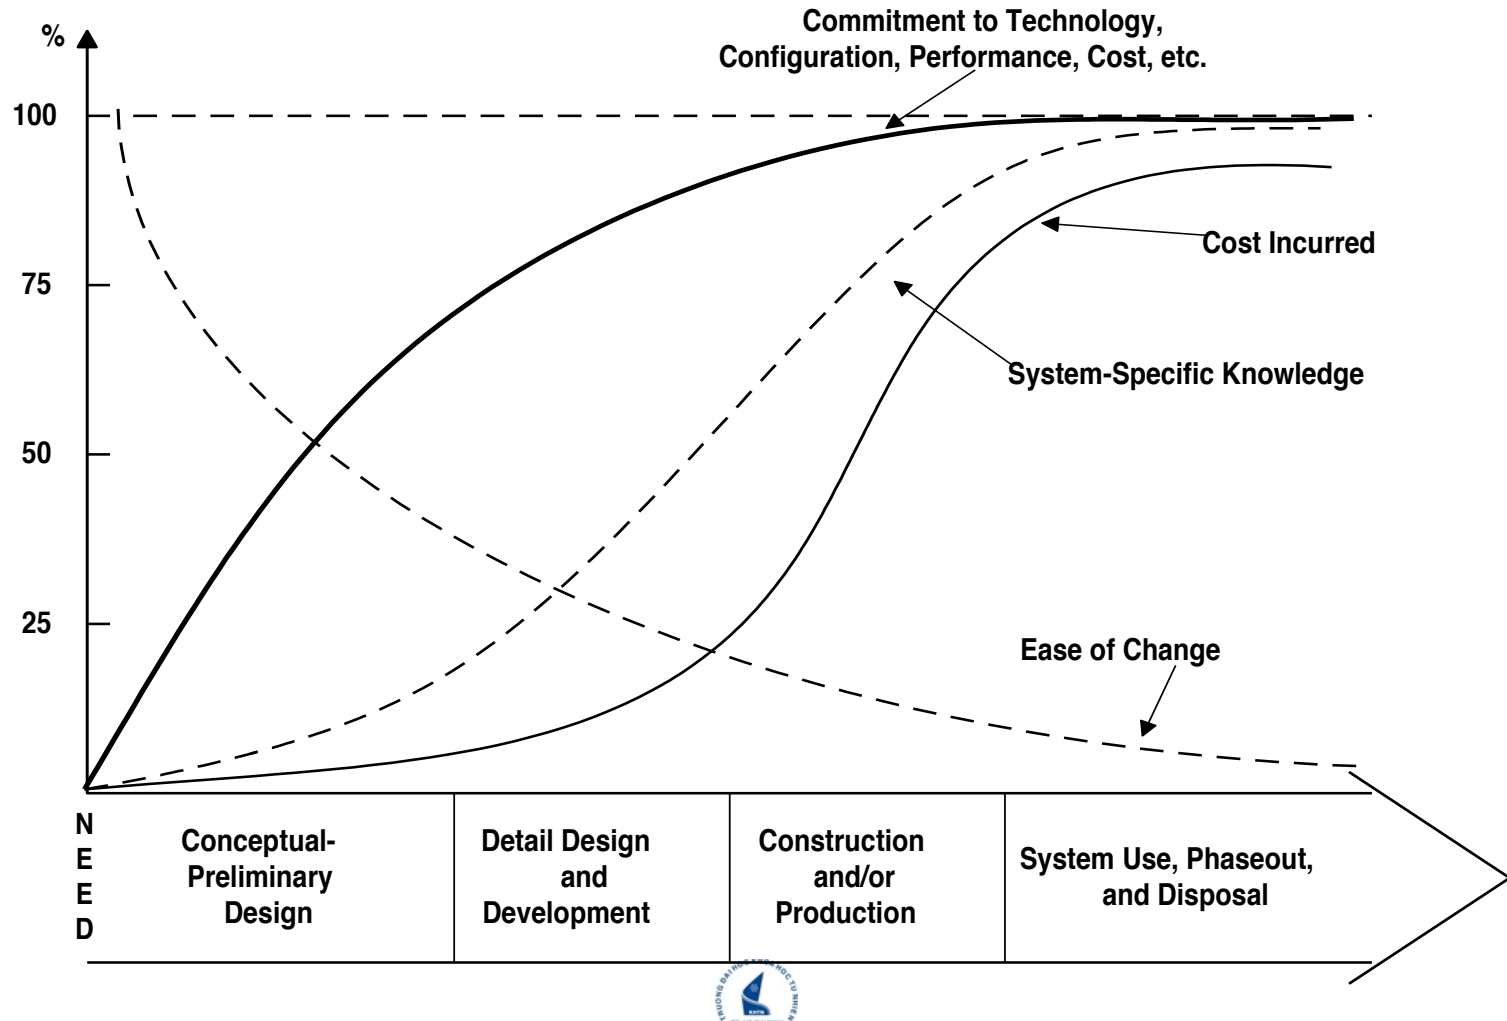 Commitment to Technology,
Configuration, Performance, Cost, etc.
%
100
75
50
25
Cost Incurred
System-Specific Knowledge
Ease of Change
N
E
E
D
Conceptual-
Preliminary
Design
Detail Design
and
Development
Construction
and/or
Production
System Use, Phaseout,
and Disposal